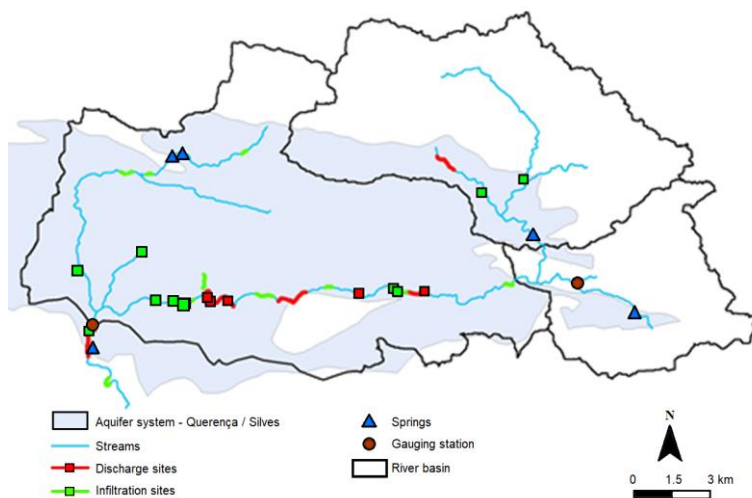 Aquifer system - Querença / Silves
Streams
Discharge sites
Infiltration sites
Springs
Gauging station
River basin
N
0 1.5 3 km